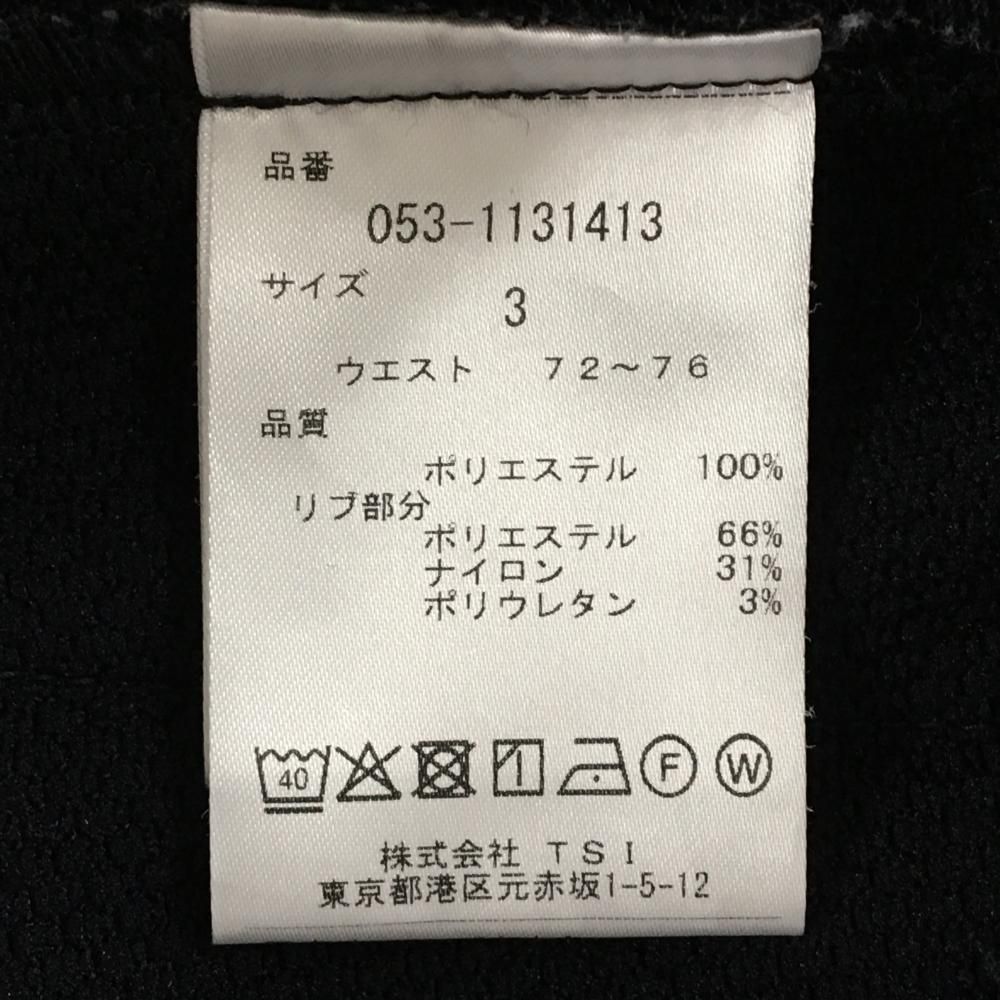 品番
053-1131413
サイズ
3
ウエスト 72~76
品質
ポリエステル 100%
リブ部分
ポリエステル 66%
ナイロン 31%
ポリウレタン 3%
40 F W
株式会社 TSI
東京都港区元赤坂1-5-12